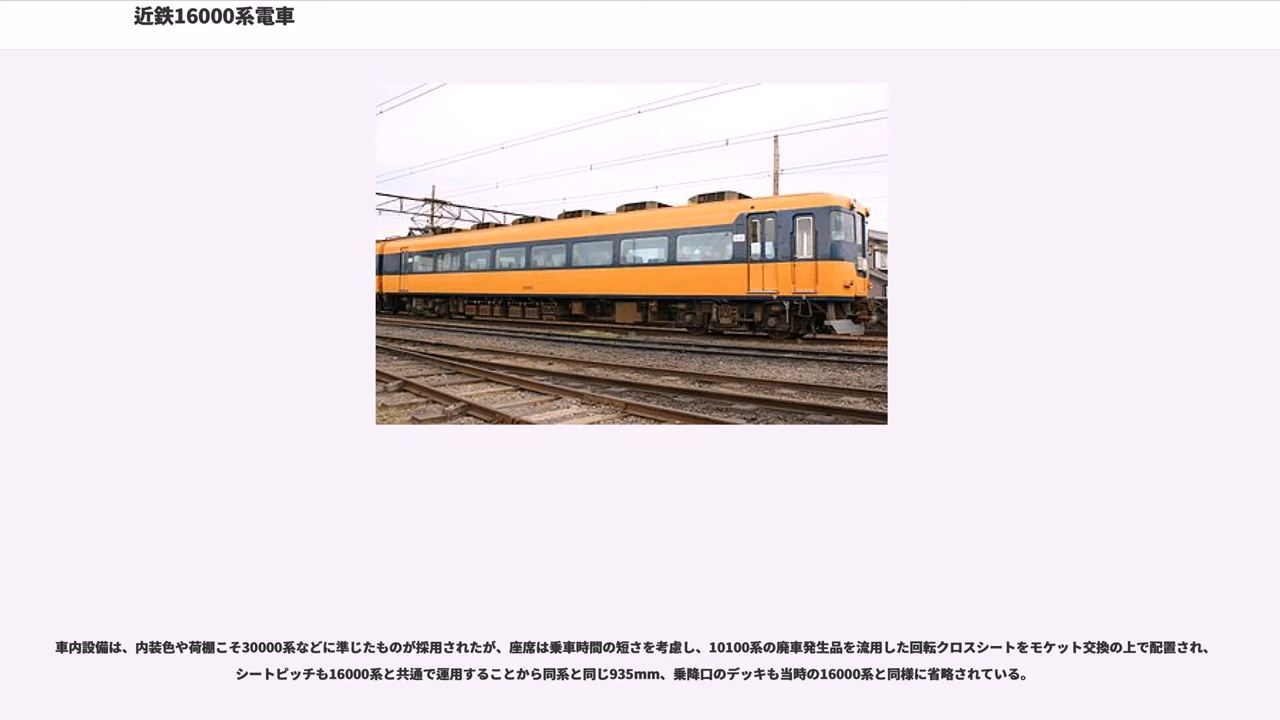 近鉄16000系電車
車内設備は、内装色や荷棚こそ30000系などに準じたものが採用されたが、座席は乗車時間の短さを考慮し、10100系の廃車発生品を流用した回転クロスシートをモケット交換の上で配置され、
シートピッチも16000系と共通で運用することから同系と同じ935mm、乗降口のデッキも当時の16000系と同様に省略されている。